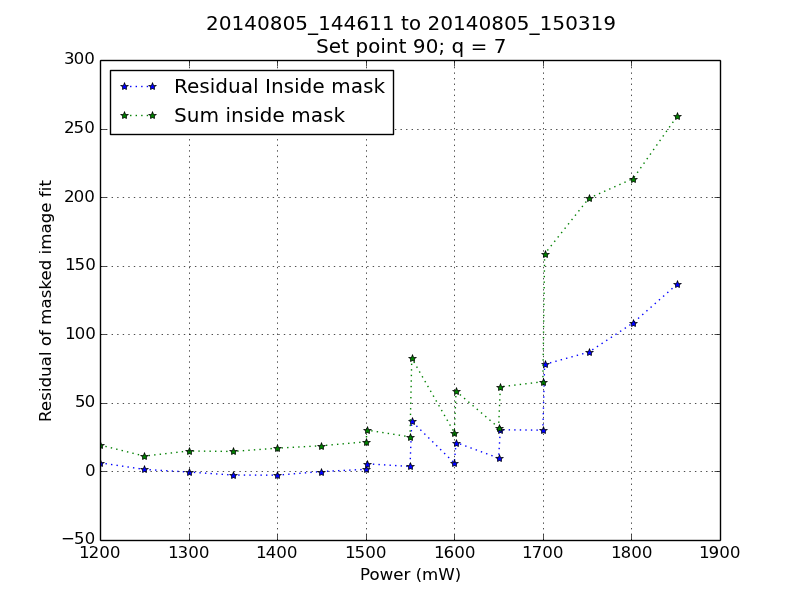 20140805_144611 to 20140805_150319
Set point 90; q = 7
Residual Inside mask
Sum inside mask
300
250
200
150
100
50
0
−50
Residual of masked image fit
1200 1300 1400 1500 1600 1700 1800 1900
Power (mW)